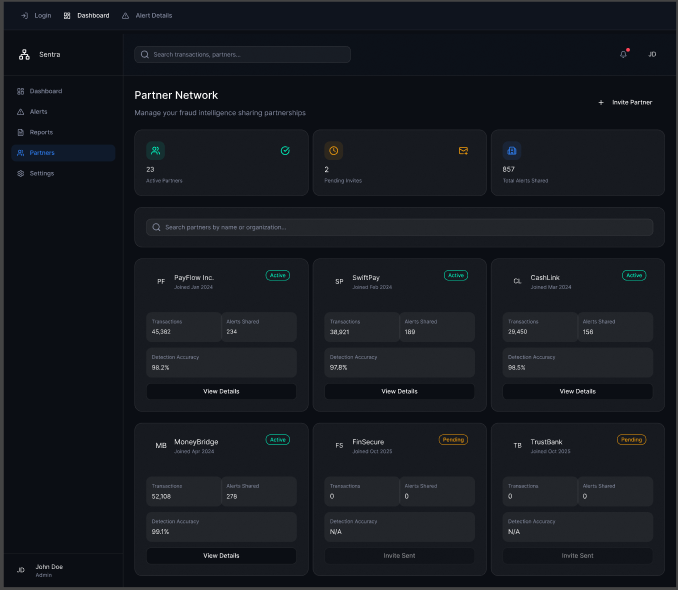 Login Dashboard Alert Details
Sentra
Search transactions, partners...
JD
Dashboard
Alerts
Reports
Partners
Settings
Partner Network
Manage your fraud intelligence sharing partnerships
+ Invite Partner
23
Active Partners
2
Pending Invites
857
Total Alerts Shared
Search partners by name or organization...
PF PayFlow Inc. Active
Joined Jan 2024
Transactions Alerts Shared
45,382 234
Detection Accuracy
98.2%
View Details
SP SwiftPay Active
Joined Feb 2024
Transactions Alerts Shared
38,921 189
Detection Accuracy
97.8%
View Details
CL CashLink Active
Joined Mar 2024
Transactions Alerts Shared
29,450 156
Detection Accuracy
98.5%
View Details
MB MoneyBridge Active
Joined Apr 2024
Transactions Alerts Shared
52,108 278
Detection Accuracy
99.1%
View Details
FS FinSecure Pending
Joined Oct 2025
Transactions Alerts Shared
0 0
Detection Accuracy
N/A
Invite Sent
TB TrustBank Pending
Joined Oct 2025
Transactions Alerts Shared
0 0
Detection Accuracy
N/A
Invite Sent
JD John Doe
Admin